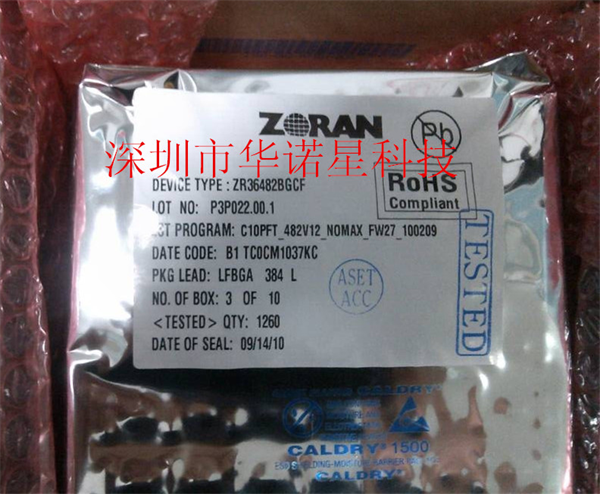 ZORAN
Pb
深圳市华诺星科技
DEVICE TYPE : ZR36482BGCF
RoHS
Compliant
LOT NO: P3P022.00.1
PROGRAM: C10PFT_482V12_NOMAX_FW27_100209
DATE CODE: B1 TC0CM1037KC
PKG LEAD: LFBGA 384 L
ASET
ACC
NO. OF BOX: 3 OF 10
<TESTED> QTY: 1260
DATE OF SEAL: 09/14/10
TESTED
CALDRY
CALDRY 1500
CALDRY